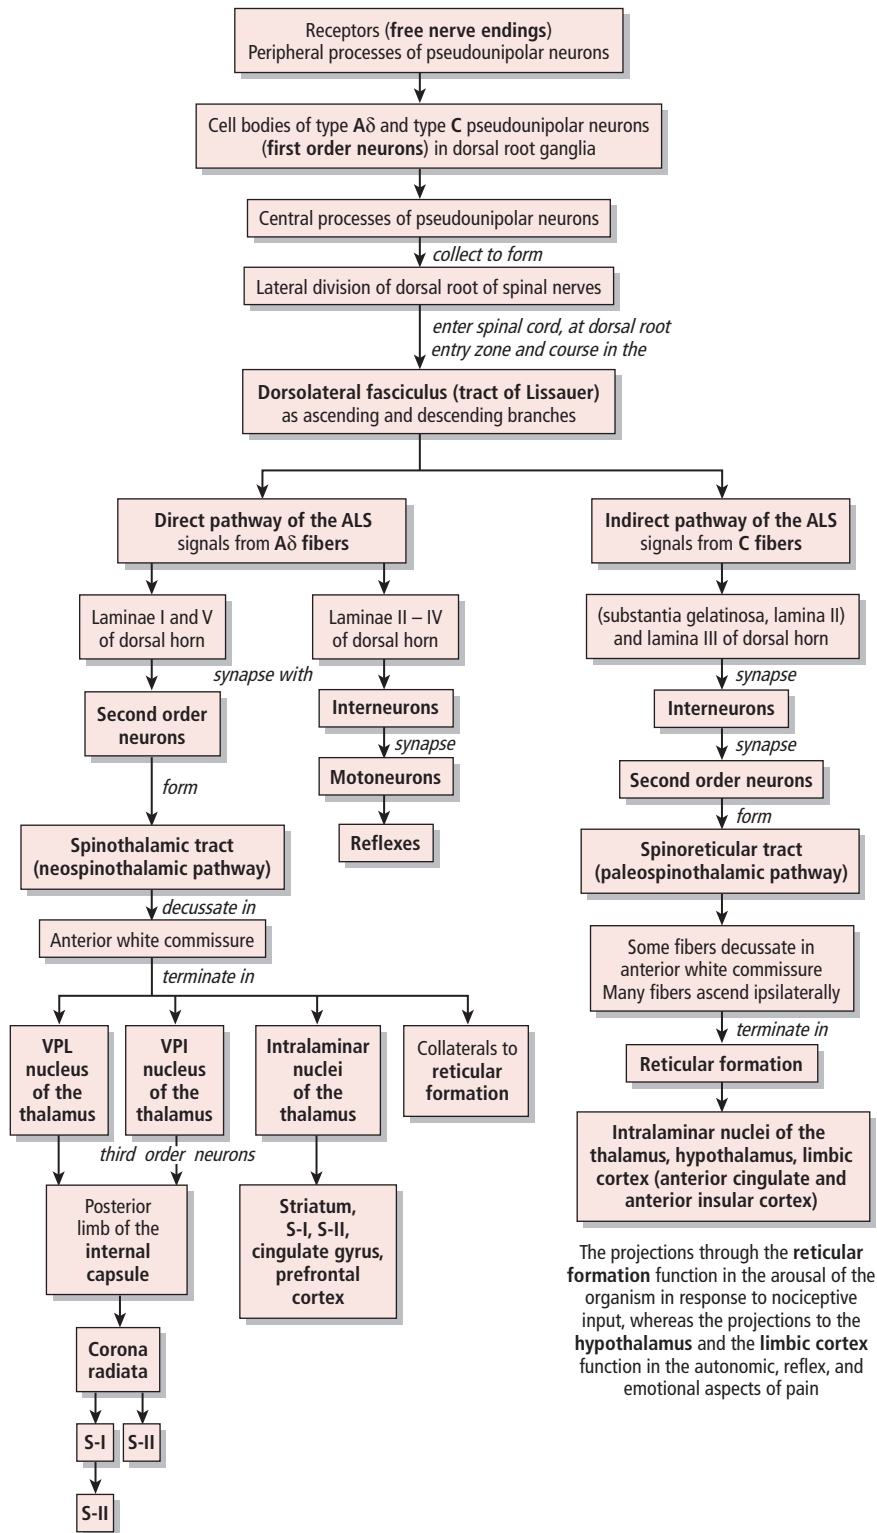 Receptors (free nerve endings)
Peripheral processes of pseudounipolar neurons
Cell bodies of type Aδ and type C pseudounipolar neurons
(first order neurons) in dorsal root ganglia
Central processes of pseudounipolar neurons
collect to form
Lateral division of dorsal root of spinal nerves
enter spinal cord, at dorsal root
entry zone and course in the
Dorsolateral fasciculus (tract of Lissauer)
as ascending and descending branches
Direct pathway of the ALS
signals from Aδ fibers
Laminae I and V
of dorsal horn
synapse with
Second order
neurons
form
Spinothalamic tract
(neospinothalamic pathway)
decussate in
Anterior white commissure
terminate in
VPL
nucleus
of the
thalamus
VPI
nucleus
of the
thalamus
Intralaminar
nuclei
of the
thalamus
Collaterals to
reticular
formation
third order neurons
Posterior
limb of the
internal
capsule
Striatum,
S-I, S-II,
cingulate gyrus,
prefrontal
cortex
Corona
radiata
S-I
S-II
S-II
Laminae II – IV
of dorsal horn
Interneurons
synapse
Motoneurons
Reflexes
Indirect pathway of the ALS
signals from C fibers
(substantia gelatinosa, lamina II)
and lamina III of dorsal horn
synapse
Interneurons
synapse
Second order neurons
form
Spinoreticular tract
(paleospinothalamic pathway)
Some fibers decussate in
anterior white commissure
Many fibers ascend ipsilaterally
terminate in
Reticular formation
Intralaminar nuclei of the
thalamus, hypothalamus, limbic
cortex (anterior cingulate and
anterior insular cortex)
The projections through the reticular
formation function in the arousal of the
organism in response to nociceptive
input, whereas the projections to the
hypothalamus and the limbic cortex
function in the autonomic, reflex, and
emotional aspects of pain